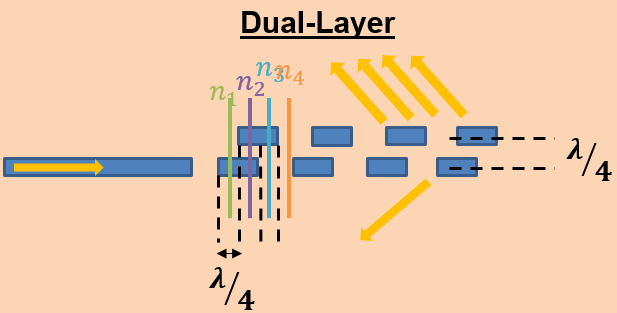 Dual-Layer
n₁ n₂ n₃ n₄
λ/4
λ/4